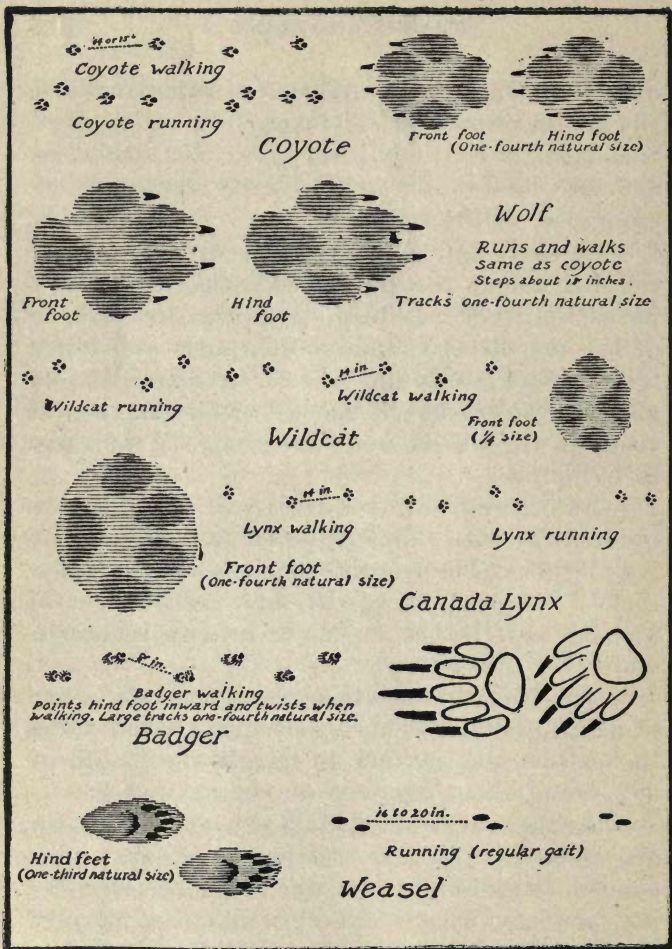 14 or 15"
Coyote walking
Coyote running
Coyote
Front foot
Hind foot
(One-fourth natural size)
Wolf
Runs and walks
same as coyote
Steps about 18 inches.
Tracks one-fourth natural size
Front
foot
Hind
foot
Wildcat running
14 in.
Wildcat walking
Front foot
(¼ size)
Wildcat
14 in.
Lynx walking
Lynx running
Front foot
(One-fourth natural size)
Canada Lynx
8 in.
Badger walking
Points hind foot inward and twists when
walking. Large tracks one-fourth natural size.
Badger
Hind feet
(One-third natural size)
16 to 20 in.
Running (regular gait)
Weasel